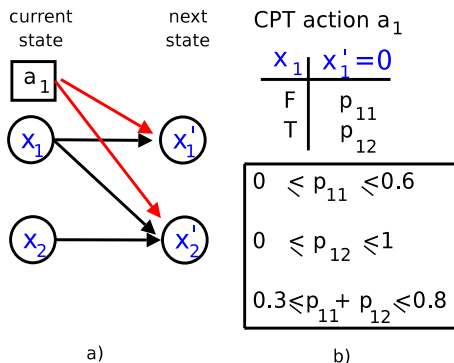 current state
next state
a1
x1
x1'
x2
x2'
a)
CPT action a1
x1 x1'=0
F p11
T p12
0 ⩽ p11 ⩽0.6
0 ⩽ p12 ⩽1
0.3⩽p11+ p12⩽0.8
b)